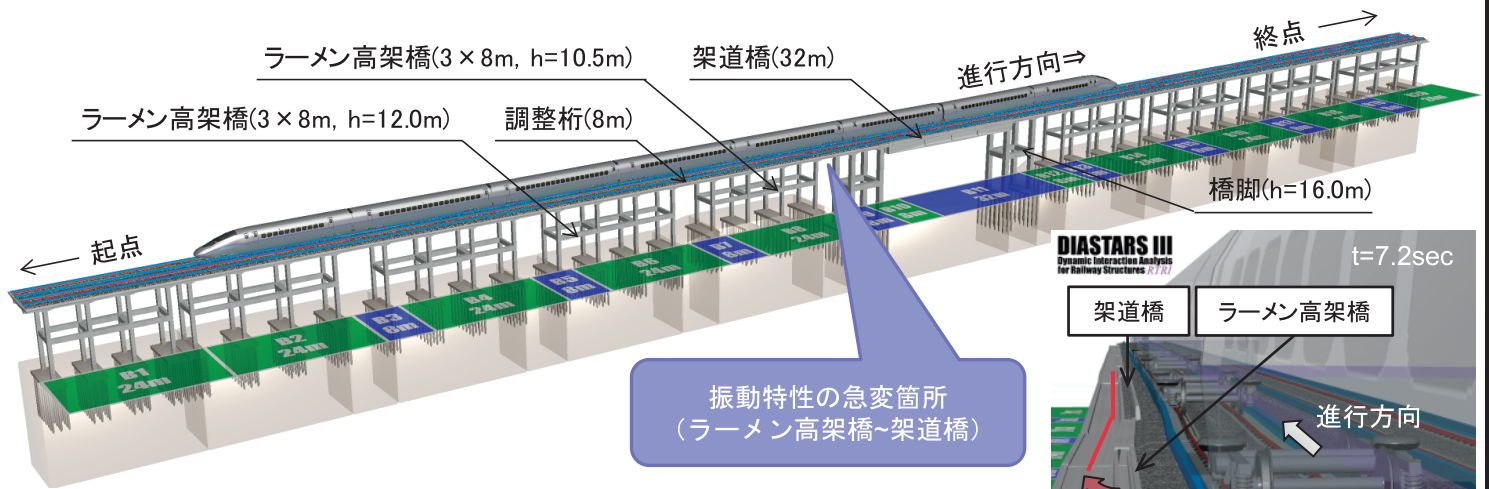 終点
ラーメン高架橋(3×8m, h=10.5m)
架道橋(32m)
進行方向⇒
ラーメン高架橋(3×8m, h=12.0m)
調整桁(8m)
橋脚(h=16.0m)
起点
B1
24m
B2
24m
B3
8m
B4
24m
B5
8m
B6
24m
B7
8m
B8
24m
B10
8m
B11
32m
振動特性の急変箇所
(ラーメン高架橋~架道橋)
DIASTARS III
Dynamic Interaction Analysis
for Railway Structures RTRI
t=7.2sec
架道橋
ラーメン高架橋
進行方向